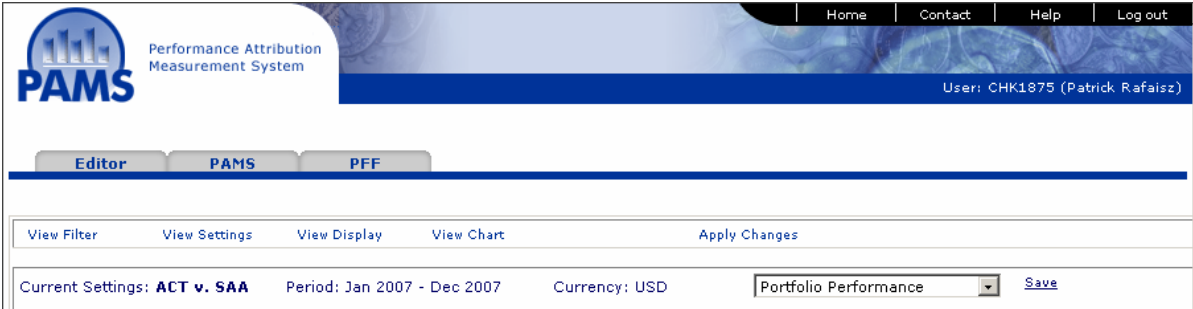 Home Contact Help Log out
Performance Attribution
Measurement System
PAMS
User: CHK1875 (Patrick Rafaisz)
Editor PAMS PFF
View Filter View Settings View Display View Chart Apply Changes
Current Settings: ACT v. SAA Period: Jan 2007 - Dec 2007 Currency: USD Portfolio Performance Save